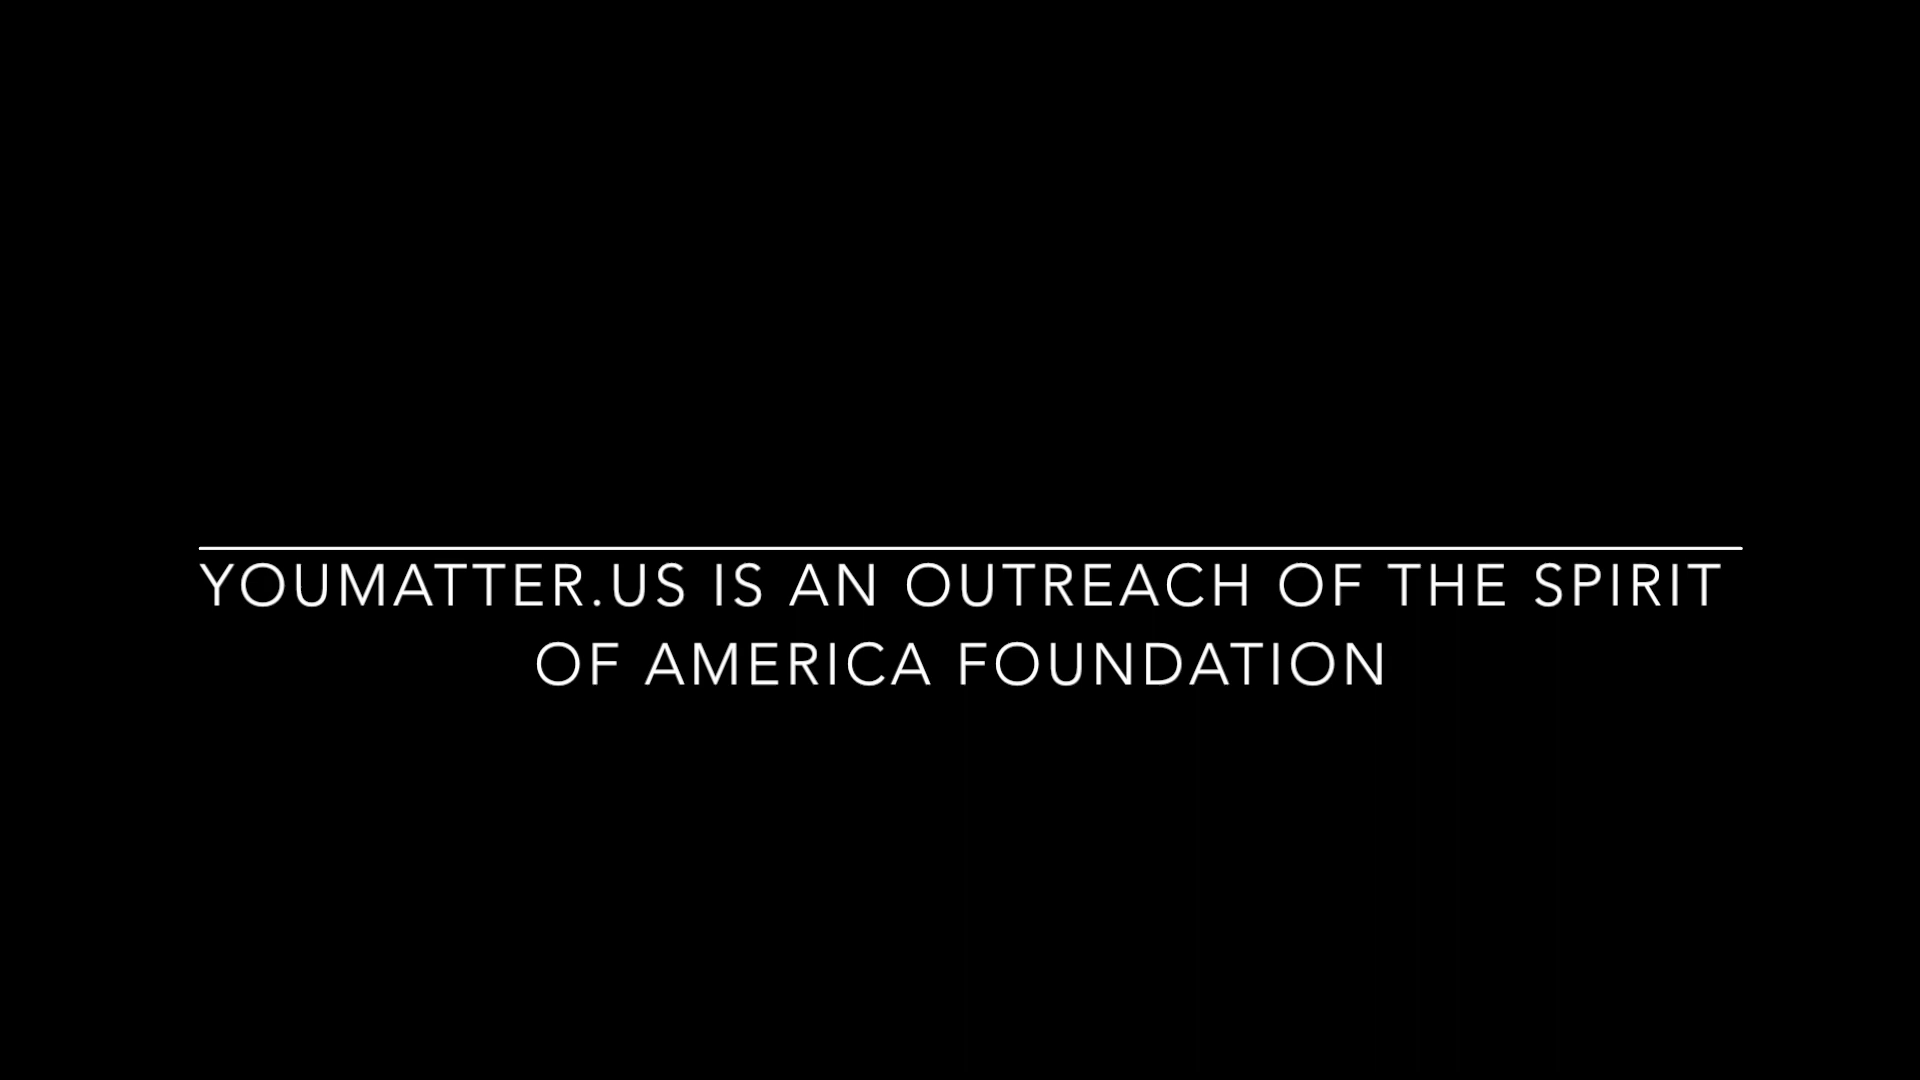 YOUMATTER.US IS AN OUTREACH OF THE SPIRIT
OF AMERICA FOUNDATION